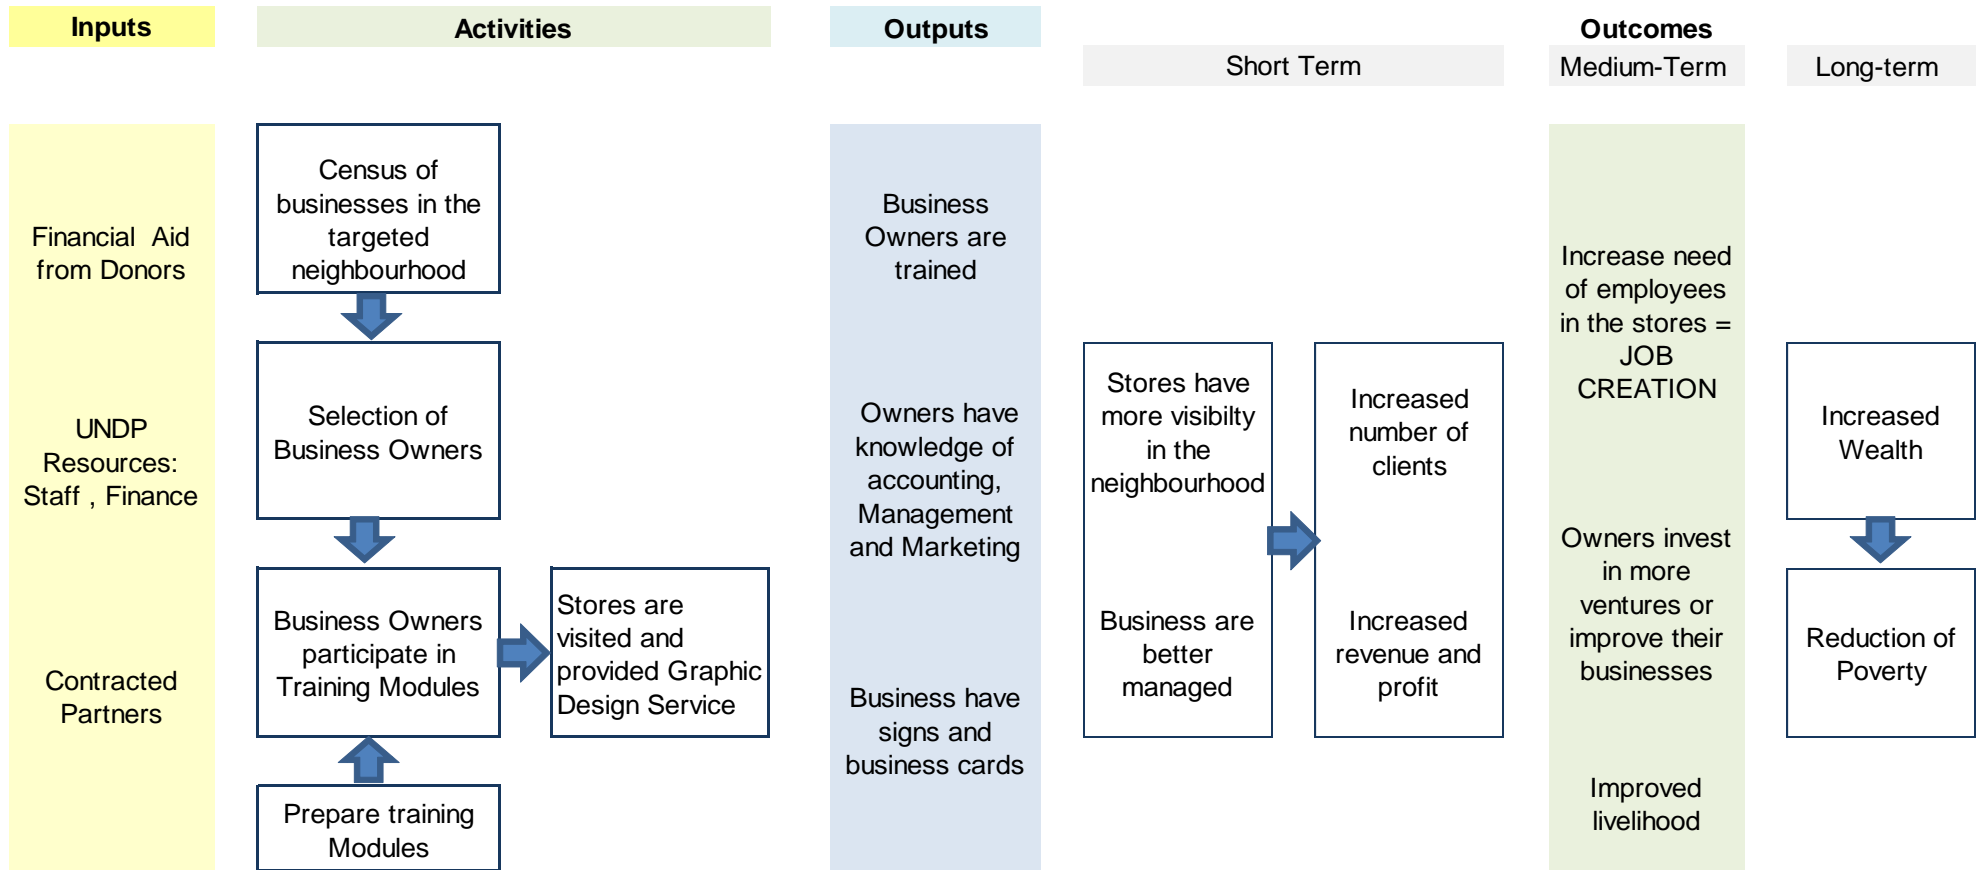 Inputs
Activities
Outputs
Outcomes
Short Term
Medium-Term
Long-term
Financial Aid
from Donors
UNDP
Resources:
Staff , Finance
Contracted
Partners
Census of
businesses in the
targeted
neighbourhood
Selection of
Business Owners
Business Owners
participate in
Training Modules
Prepare training
Modules
Stores are
visited and
provided Graphic
Design Service
Business
Owners are
trained
Owners have
knowledge of
accounting,
Management
and Marketing
Business have
signs and
business cards
Stores have
more visibilty
in the
neighbourhood
Business are
better
managed
Increased
number of
clients
Increased
revenue and
profit
Increase need
of employees
in the stores =
JOB
CREATION
Owners invest
in more
ventures or
improve their
businesses
Improved
livelihood
Increased
Wealth
Reduction of
Poverty